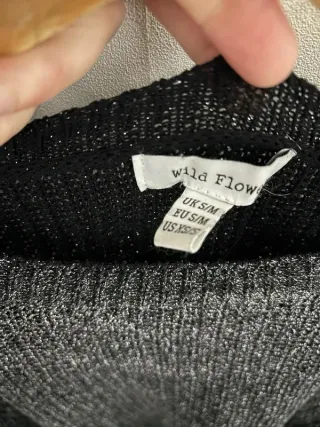 wild Flow
UK S/M
EU S/M
US XS/S